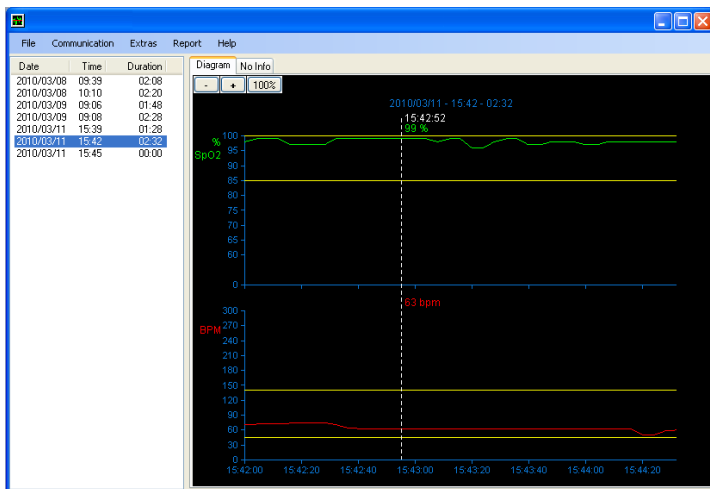 File Communication Extras Report Help
Date Time Duration
2010/03/08 09:39 02:08
2010/03/08 10:10 02:20
2010/03/09 09:06 01:48
2010/03/09 09:08 02:28
2010/03/11 15:39 01:28
2010/03/11 15:42 02:32
2010/03/11 15:45 00:00
Diagram No Info
- + 100%
2010/03/11 - 15:42 - 02:32
15:42:52
99 %
% SpO2
100
95
90
85
80
75
70
65
60
0
63 bpm
BPM
300
270
240
210
180
150
120
90
60
30
0
15:42:00 15:42:20 15:42:40 15:43:00 15:43:20 15:43:40 15:44:00 15:44:20